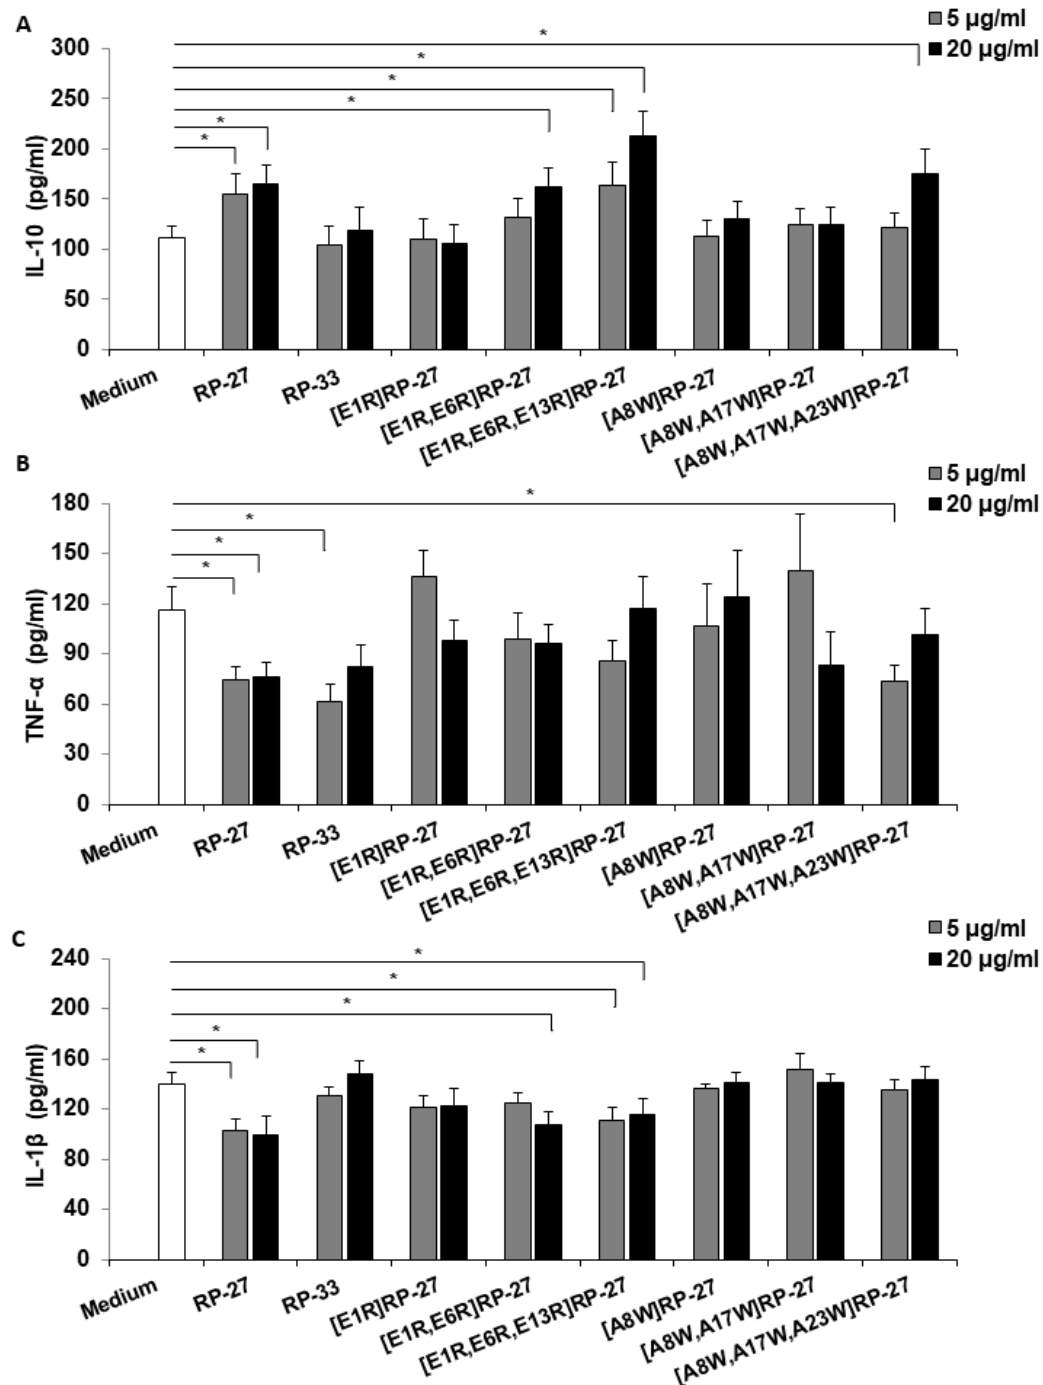 A
5 µg/ml
20 µg/ml
300
250
200
150
100
50
0
IL-10 (pg/ml)
*
*
*
*
*
*
Medium
RP-27
RP-33
[E1R]RP-27
[E1R,E6R]RP-27
[E1R,E6R,E13R]RP-27
[A8W]RP-27
[A8W,A17W]RP-27
[A8W,A17W,A23W]RP-27
B
5 µg/ml
20 µg/ml
180
150
120
90
60
30
0
TNF-α (pg/ml)
*
*
*
*
Medium
RP-27
RP-33
[E1R]RP-27
[E1R,E6R]RP-27
[E1R,E6R,E13R]RP-27
[A8W]RP-27
[A8W,A17W]RP-27
[A8W,A17W,A23W]RP-27
C
5 µg/ml
20 µg/ml
240
200
160
120
80
40
0
IL-1β (pg/ml)
*
*
*
*
*
Medium
RP-27
RP-33
[E1R]RP-27
[E1R,E6R]RP-27
[E1R,E6R,E13R]RP-27
[A8W]RP-27
[A8W,A17W]RP-27
[A8W,A17W,A23W]RP-27